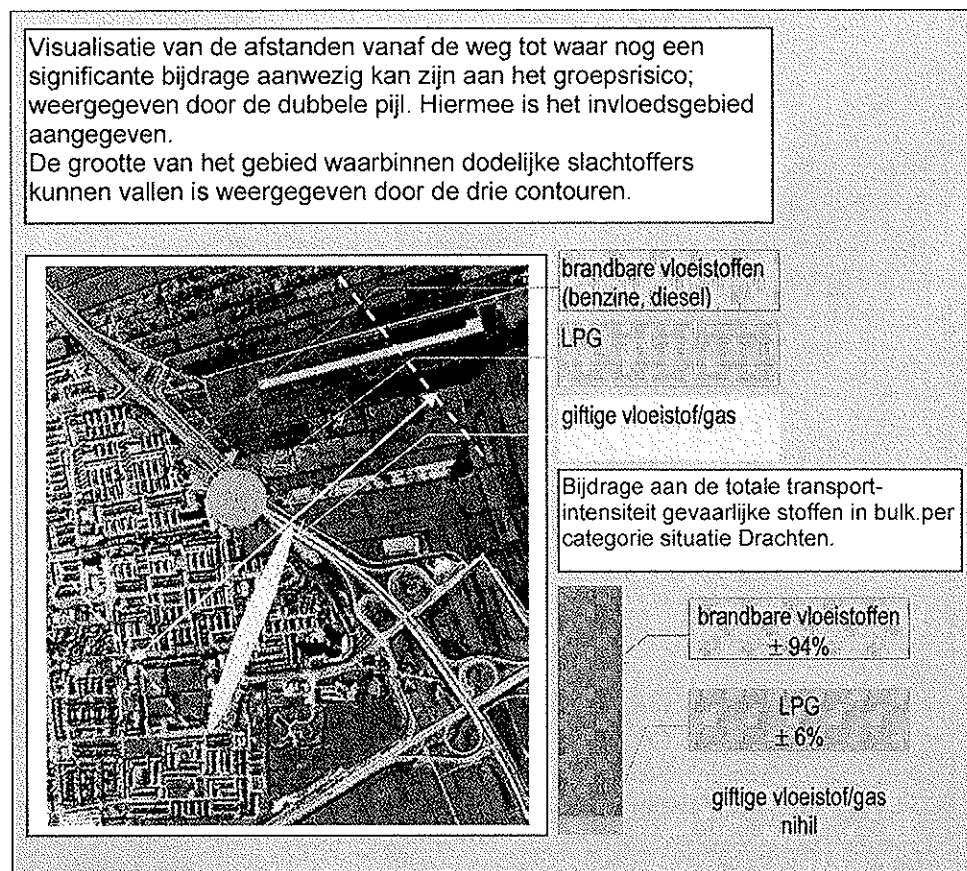 Visualisatie van de afstanden vanaf de weg tot waar nog een
significante bijdrage aanwezig kan zijn aan het groepsrisico;
weergegeven door de dubbele pijl. Hiermee is het invloedsgebied
aangegeven.
De grootte van het gebied waarbinnen dodelijke slachtoffers
kunnen vallen is weergegeven door de drie contouren.
brandbare vloeistoffen
(benzine, diesel)
LPG
giftige vloeistof/gas
Bijdrage aan de totale transport-
intensiteit gevaarlijke stoffen in bulk.per
categorie situatie Drachten.
brandbare vloeistoffen
± 94%
LPG
± 6%
giftige vloeistof/gas
nihil